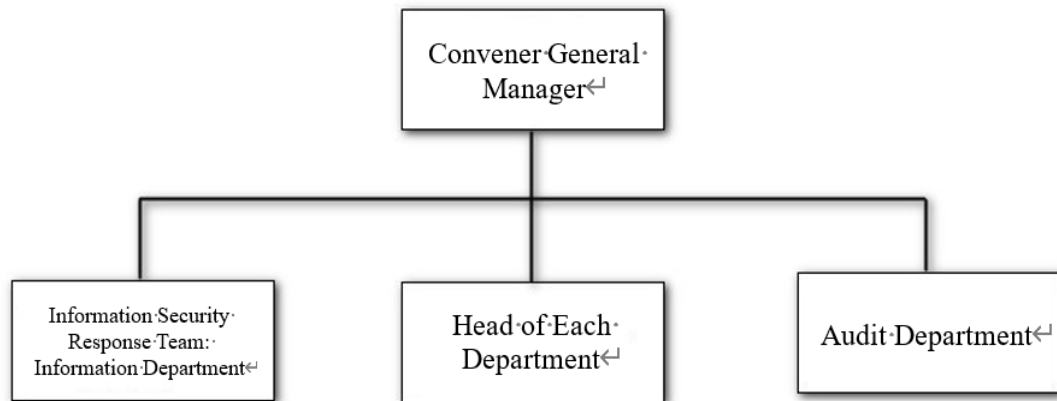 Convener General
Manager
Information Security
Response Team:
Information Department
Head of Each
Department
Audit Department